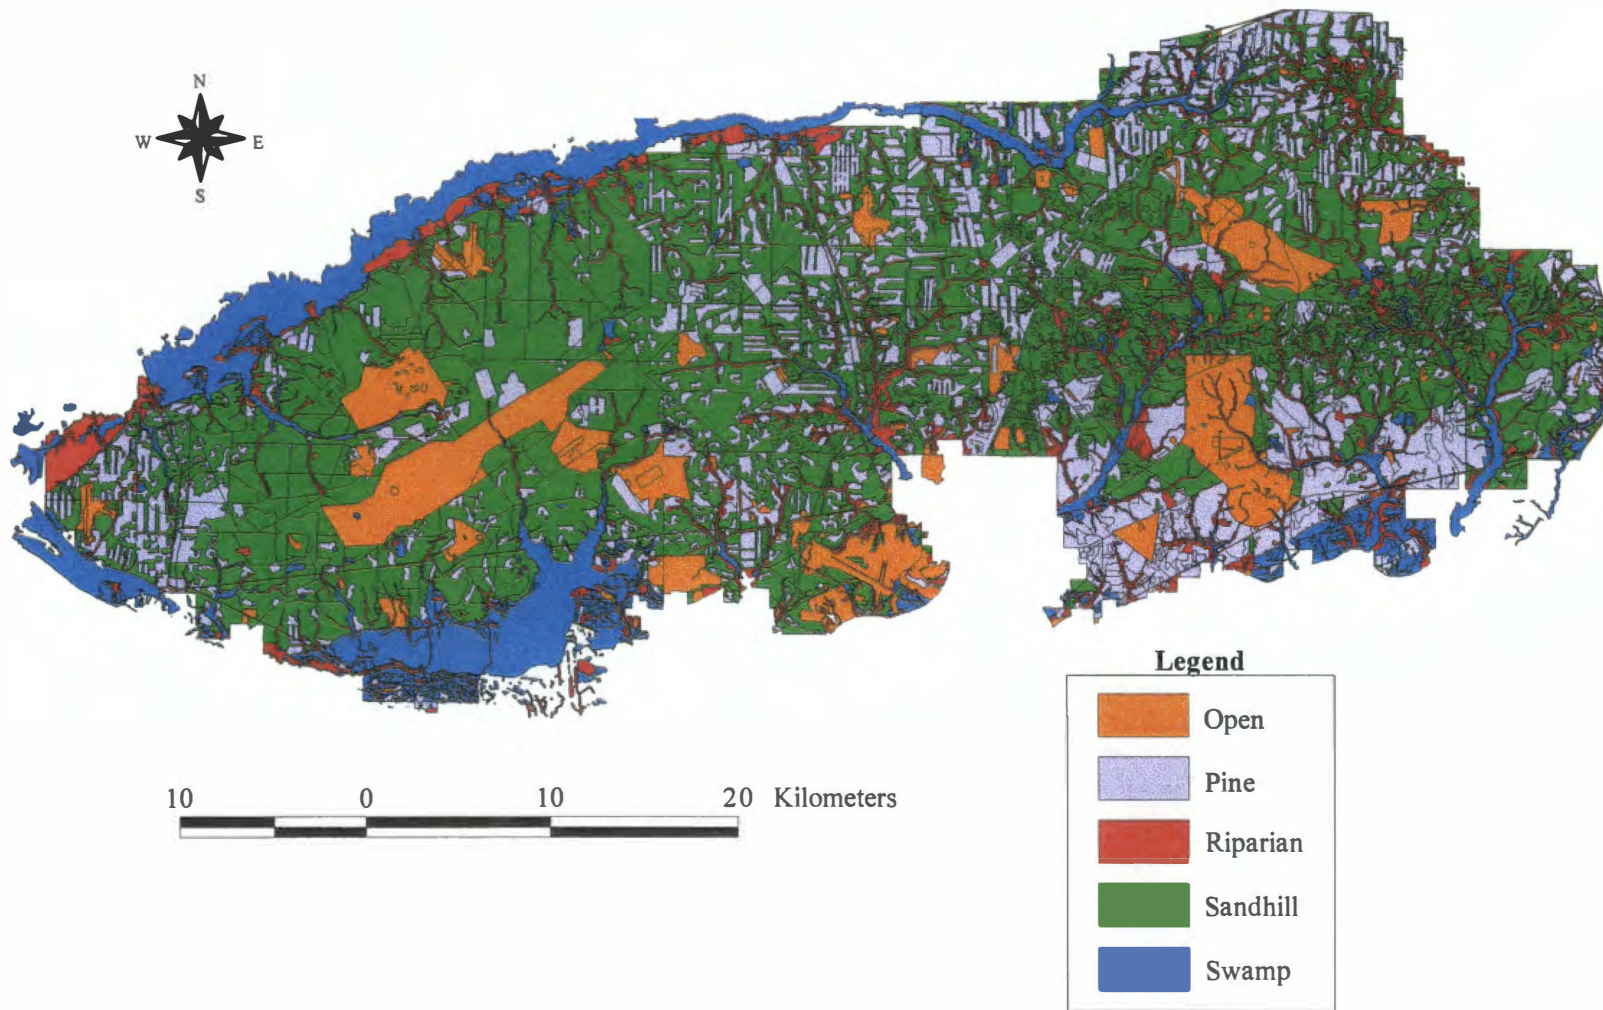 N
W E
S
Legend
Open
Pine
Riparian
Sandhill
Swamp
10 0 10 20 Kilometers